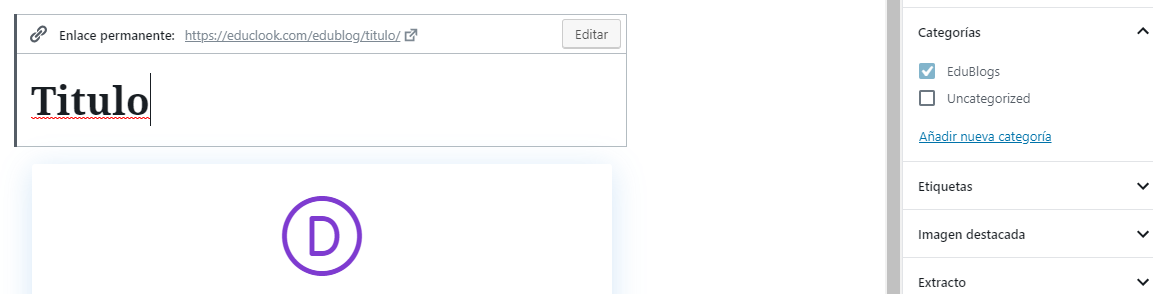 Enlace permanente: https://educlook.com/edublog/titulo/ Editar
Titulo
D
Categorías
EduBlogs
Uncategorized
Añadir nueva categoría
Etiquetas
Imagen destacada
Extracto